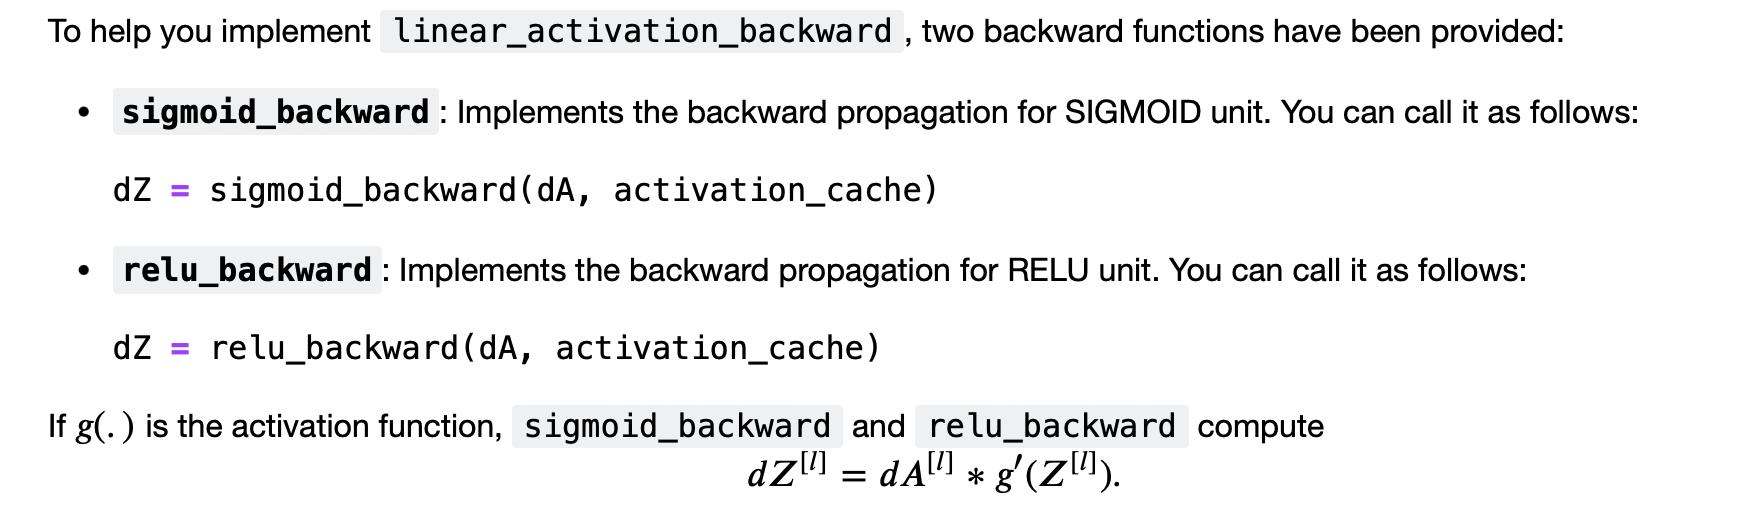 To help you implement linear_activation_backward, two backward functions have been provided:
• sigmoid_backward: Implements the backward propagation for SIGMOID unit. You can call it as follows:
dZ = sigmoid_backward(dA, activation_cache)
• relu_backward: Implements the backward propagation for RELU unit. You can call it as follows:
dZ = relu_backward(dA, activation_cache)
If g(.) is the activation function, sigmoid_backward and relu_backward compute
dZ^[l] = dA^[l] * g′(Z^[l]).